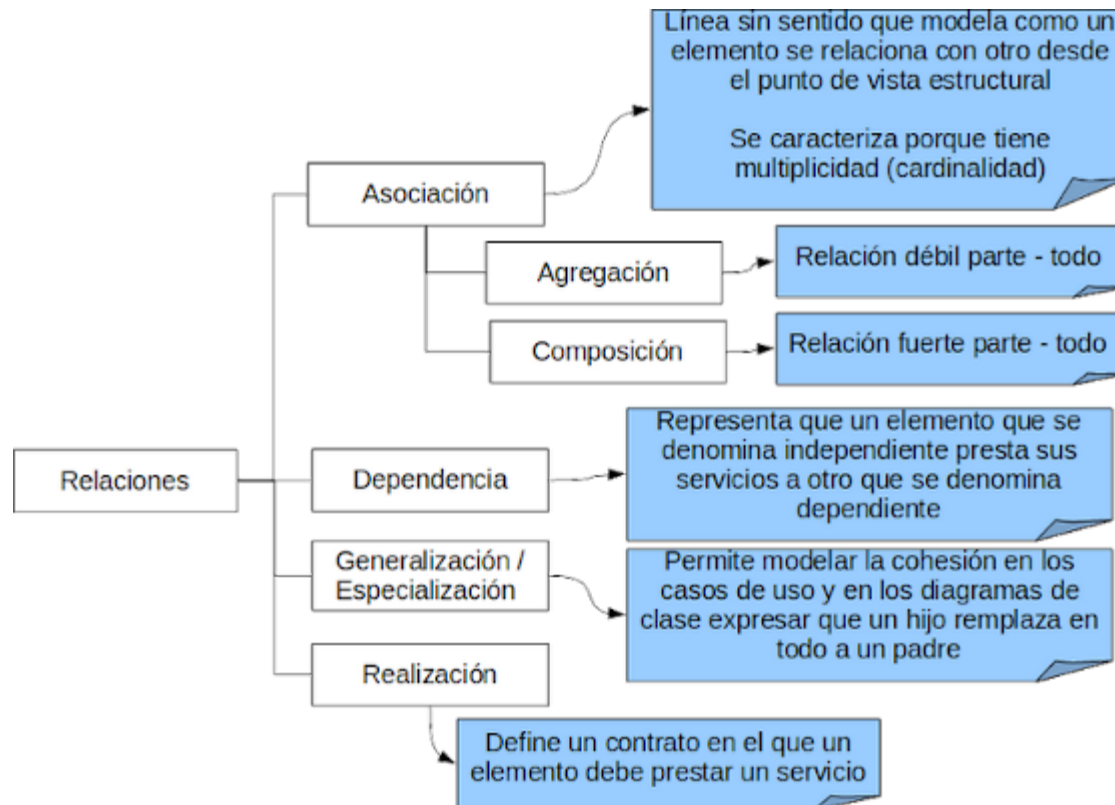 Línea sin sentido que modela como un
elemento se relaciona con otro desde
el punto de vista estructural
Se caracteriza porque tiene
multiplicidad (cardinalidad)
Asociación
Agregación
Relación débil parte - todo
Composición
Relación fuerte parte - todo
Relaciones
Dependencia
Representa que un elemento que se
denomina independiente presta sus
servicios a otro que se denomina
dependiente
Generalización /
Especialización
Permite modelar la cohesión en los
casos de uso y en los diagramas de
clase expresar que un hijo remplaza en
todo a un padre
Realización
Define un contrato en el que un
elemento debe prestar un servicio